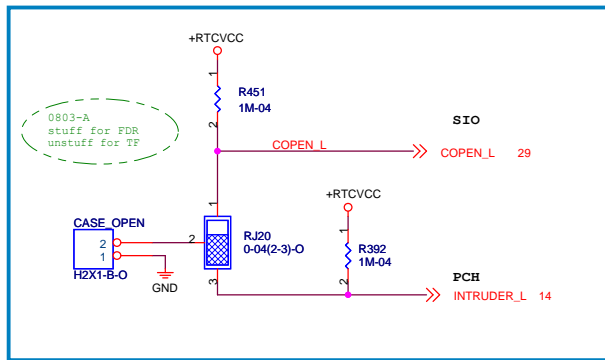 +RTCVCC
1
R451
1M-04
2
0803-A
stuff for FDR
unstuff for TF
SIO
COPEN_L
COPEN_L 29
+RTCVCC
1
1
CASE_OPEN
2
2
1
RJ20
0-04(2-3)-O
R392
1M-04
H2X1-B-O
GND
3
2
PCH
INTRUDER_L 14